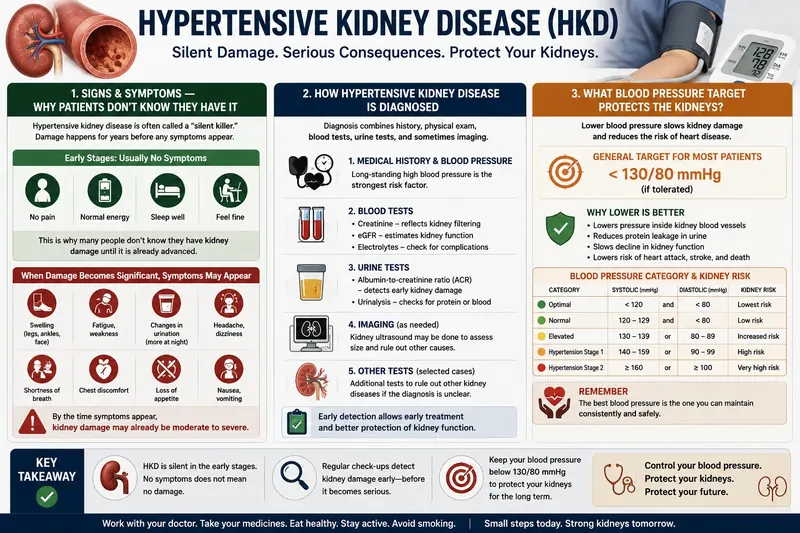 HYPERTENSIVE KIDNEY DISEASE (HKD)
Silent Damage. Serious Consequences. Protect Your Kidneys.
128
78
72
1. SIGNS & SYMPTOMS —
WHY PATIENTS DON'T KNOW THEY HAVE IT
Hypertensive kidney disease is often called a "silent killer."
Damage happens for years before any symptoms appear.
Early Stages: Usually No Symptoms
No pain
Normal energy
Sleep well
Feel fine
This is why many people don't know they have kidney
damage until it is already advanced.
When Damage Becomes Significant, Symptoms May Appear
Swelling
(legs, ankles,
face)
Fatigue,
weakness
Changes in
urination
(more at night)
Headache,
dizziness
Shortness of
breath
Chest discomfort
Loss of
appetite
Nausea,
vomiting
By the time symptoms appear,
kidney damage may already be moderate to severe.
2. HOW HYPERTENSIVE KIDNEY DISEASE
IS DIAGNOSED
Diagnosis combines history, physical exam,
blood tests, urine tests, and sometimes imaging.
1. MEDICAL HISTORY & BLOOD PRESSURE
Long-standing high blood pressure is the
strongest risk factor.
2. BLOOD TESTS
• Creatinine – reflects kidney filtering
• eGFR – estimates kidney function
• Electrolytes – check for complications
3. URINE TESTS
• Albumin-to-creatinine ratio (ACR)
– detects early kidney damage
• Urinalysis – checks for protein or blood
4. IMAGING (as needed)
Kidney ultrasound may be done to assess
size and rule out other causes.
5. OTHER TESTS (selected cases)
Additional tests to rule out other kidney
diseases if the diagnosis is unclear.
Early detection allows early treatment
and better protection of kidney function.
3. WHAT BLOOD PRESSURE TARGET
PROTECTS THE KIDNEYS?
Lower blood pressure slows kidney damage
and reduces the risk of heart disease.
GENERAL TARGET FOR MOST PATIENTS
< 130/80 mmHg
(if tolerated)
WHY LOWER IS BETTER
• Lowers pressure inside kidney blood vessels
• Reduces protein leakage in urine
• Slows decline in kidney function
• Lowers risk of heart attack, stroke, and death
BLOOD PRESSURE CATEGORY & KIDNEY RISK
CATEGORY SYSTOLIC (mmHg) DIASTOLIC (mmHg) KIDNEY RISK
Optimal < 120 and < 80 Lowest risk
Normal 120 – 129 and < 80 Low risk
Elevated 130 – 139 or 80 – 89 Increased risk
Hypertension Stage 1 140 – 159 or 90 – 99 High risk
Hypertension Stage 2 ≥ 160 or ≥ 100 Very high risk
REMEMBER
The best blood pressure is the one you can maintain
consistently and safely.
KEY
TAKEAWAY
HKD is silent in the early stages.
No symptoms does not mean
no damage.
Regular check-ups detect
kidney damage early—before
it becomes serious.
Keep your blood pressure
below 130/80 mmHg
to protect your kidneys
for the long term.
Control your blood pressure.
Protect your kidneys.
Protect your future.
Work with your doctor. Take your medicines. Eat healthy. Stay active. Avoid smoking. | Small steps today. Strong kidneys tomorrow.